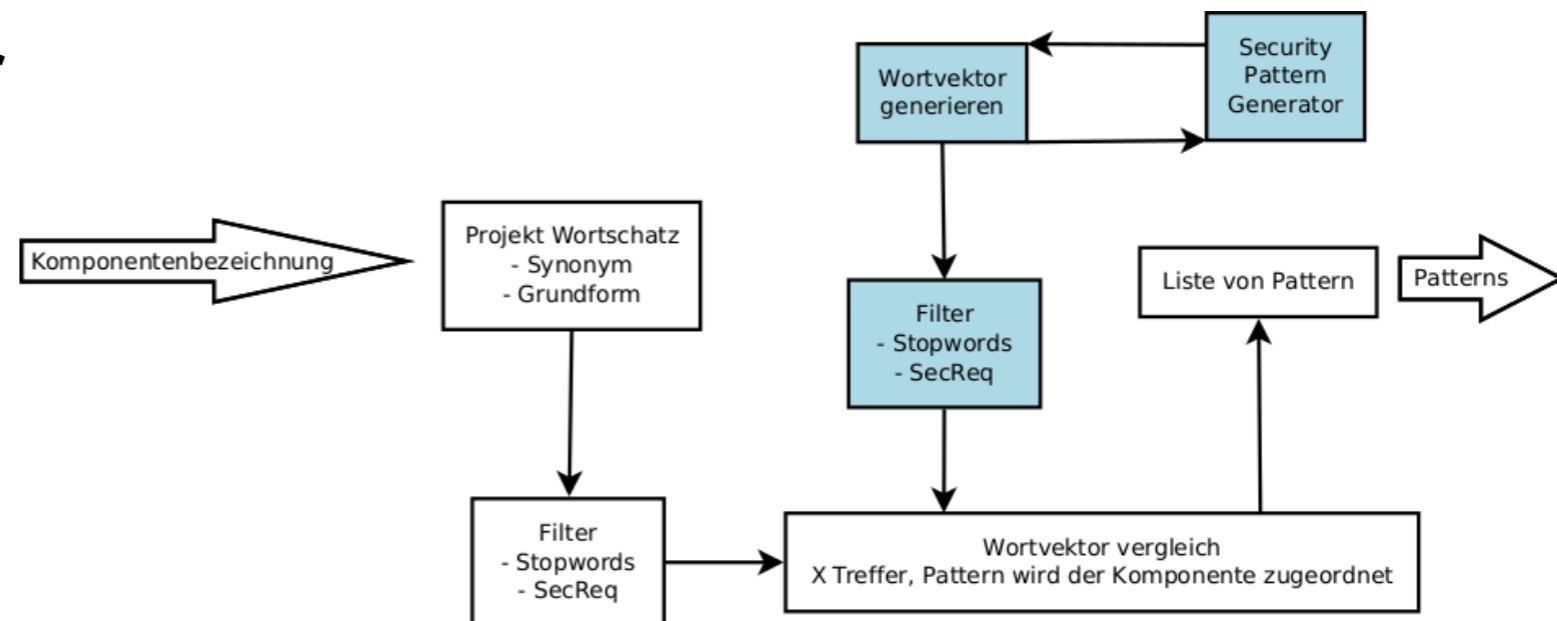 Wortvektor
generieren
Security
Pattern
Generator
Komponentenbezeichnung
Projekt Wortschatz
- Synonym
- Grundform
Filter
- Stopwords
- SecReq
Liste von Pattern
Patterns
Filter
- Stopwords
- SecReq
Wortvektor vergleich
X Treffer, Pattern wird der Komponente zugeordnet